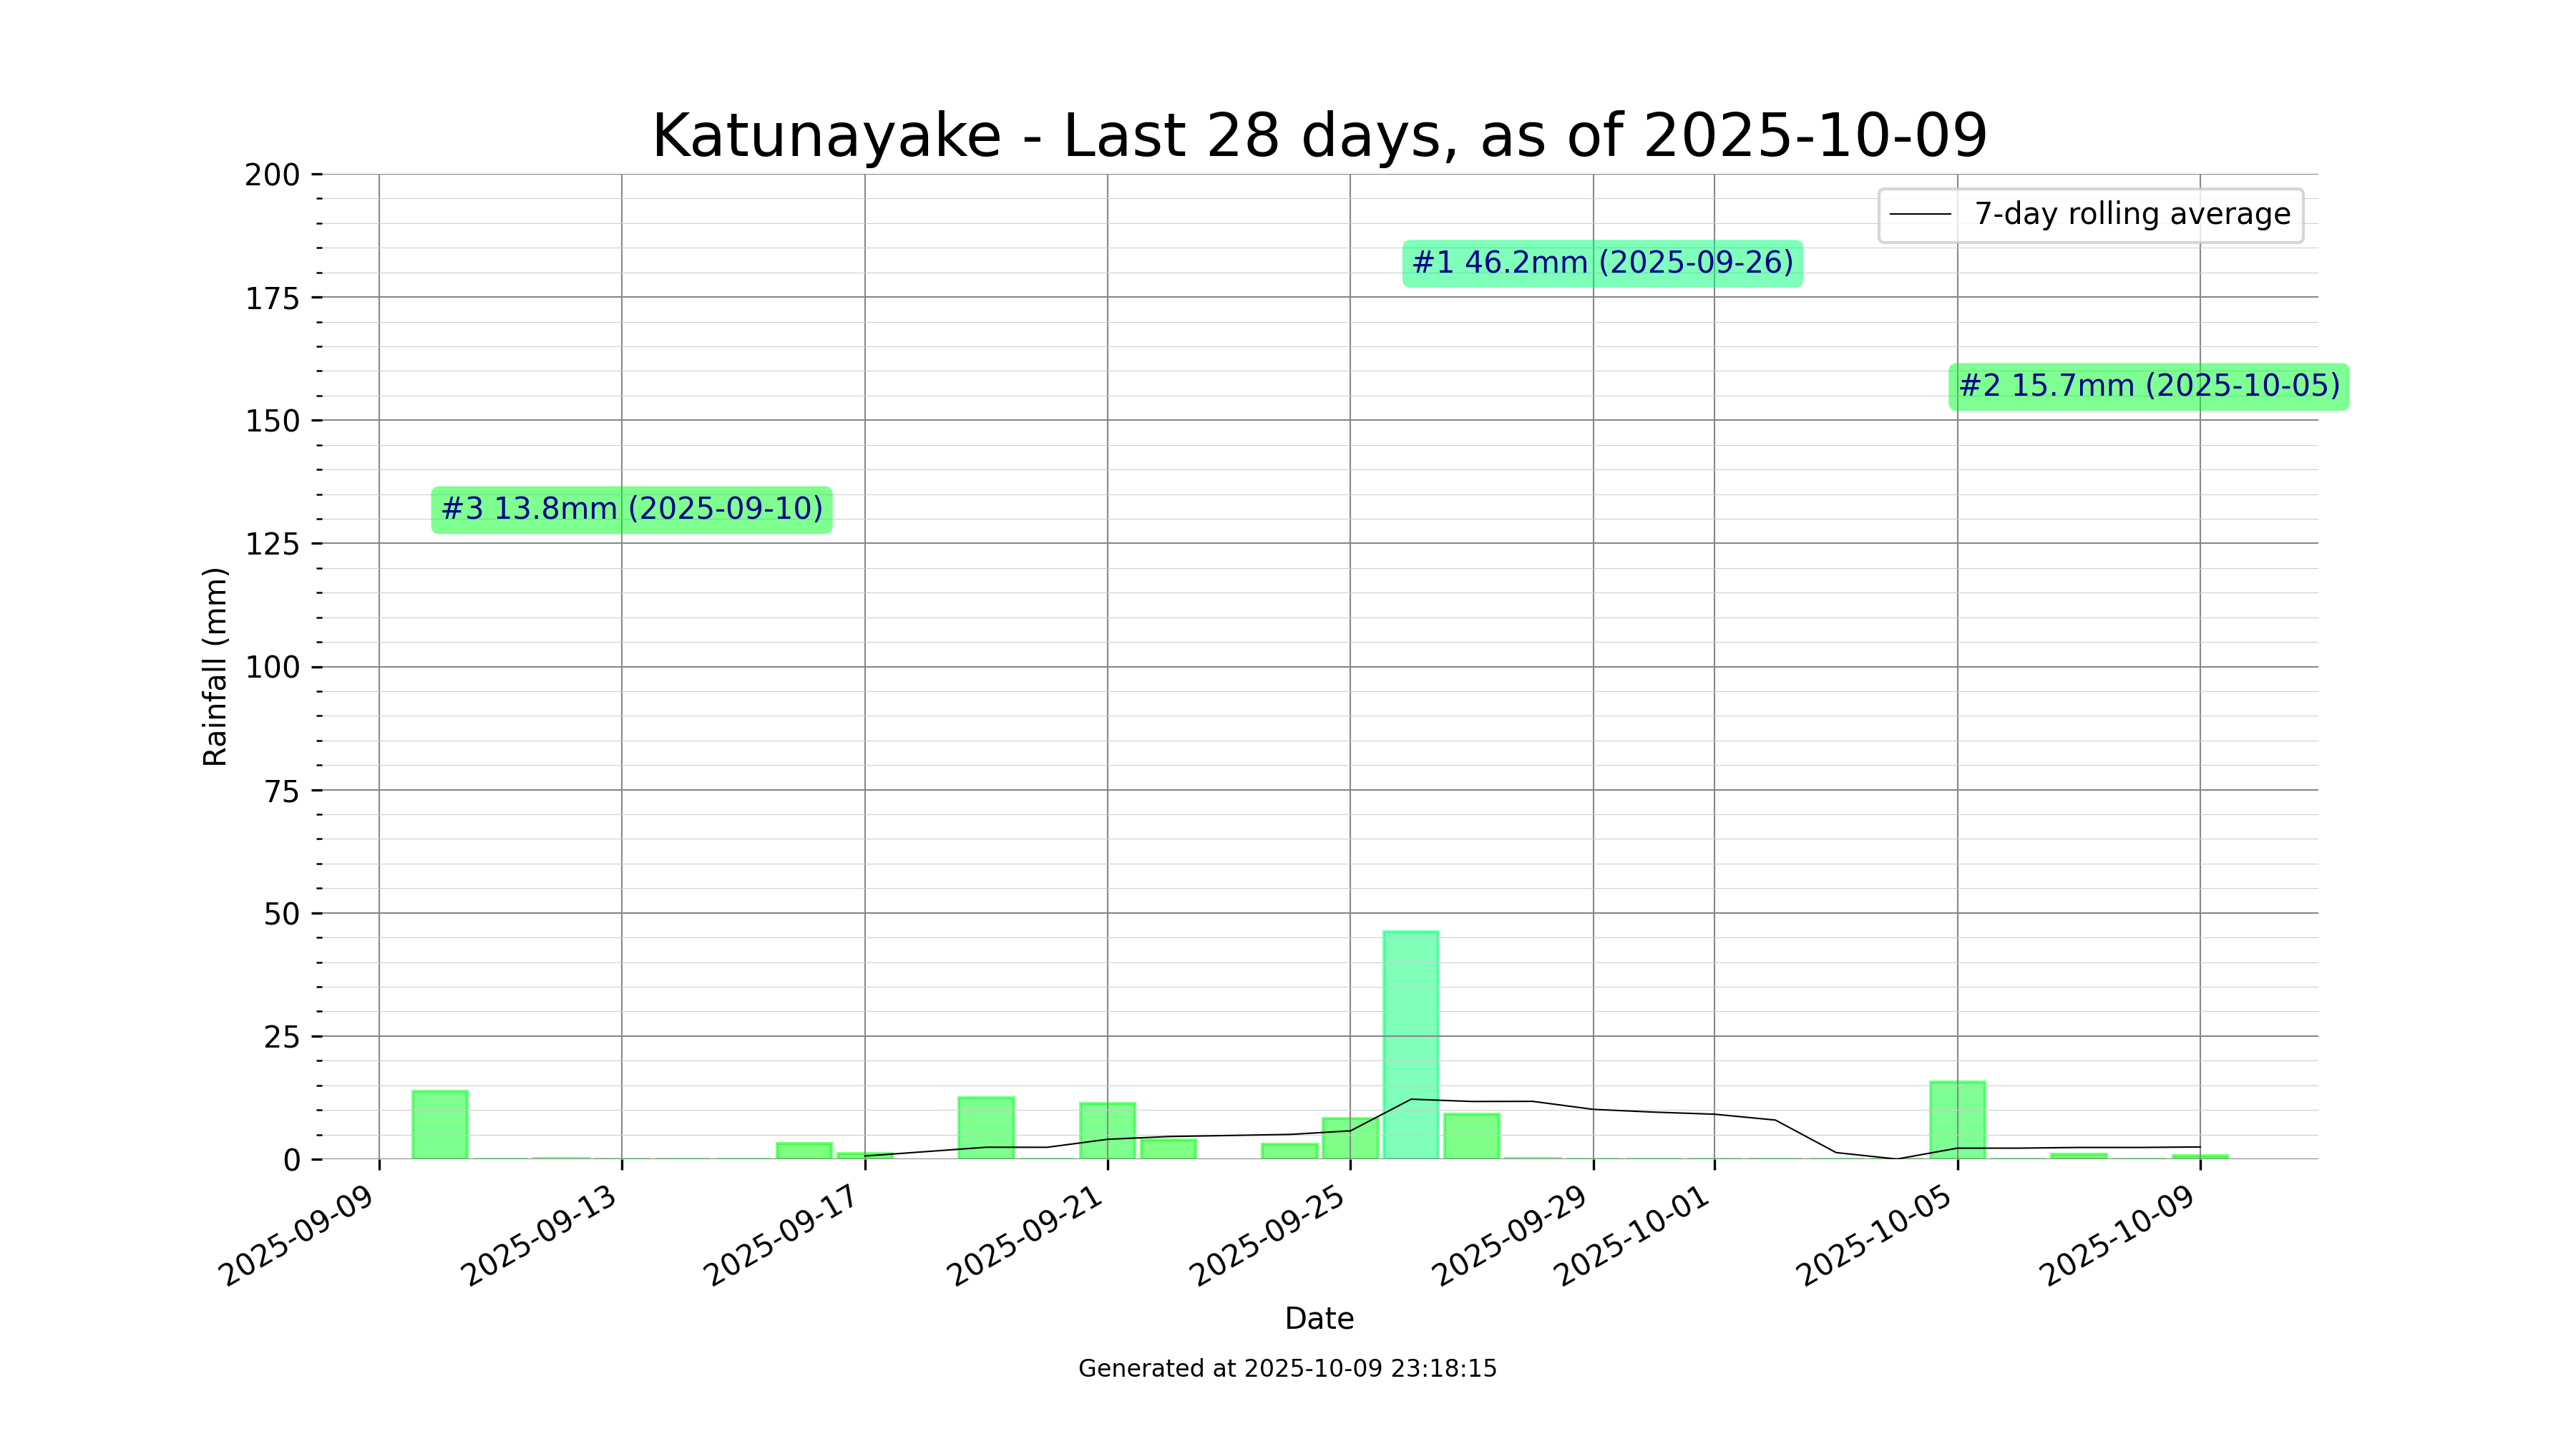 Katunayake - Last 28 days, as of 2025-10-09
200
175
150
125
100
75
50
25
0
Rainfall (mm)
7-day rolling average
#1 46.2mm (2025-09-26)
#2 15.7mm (2025-10-05)
#3 13.8mm (2025-09-10)
2025-09-09
2025-09-13
2025-09-17
2025-09-21
2025-09-25
2025-09-29
2025-10-01
2025-10-05
2025-10-09
Date
Generated at 2025-10-09 23:18:15